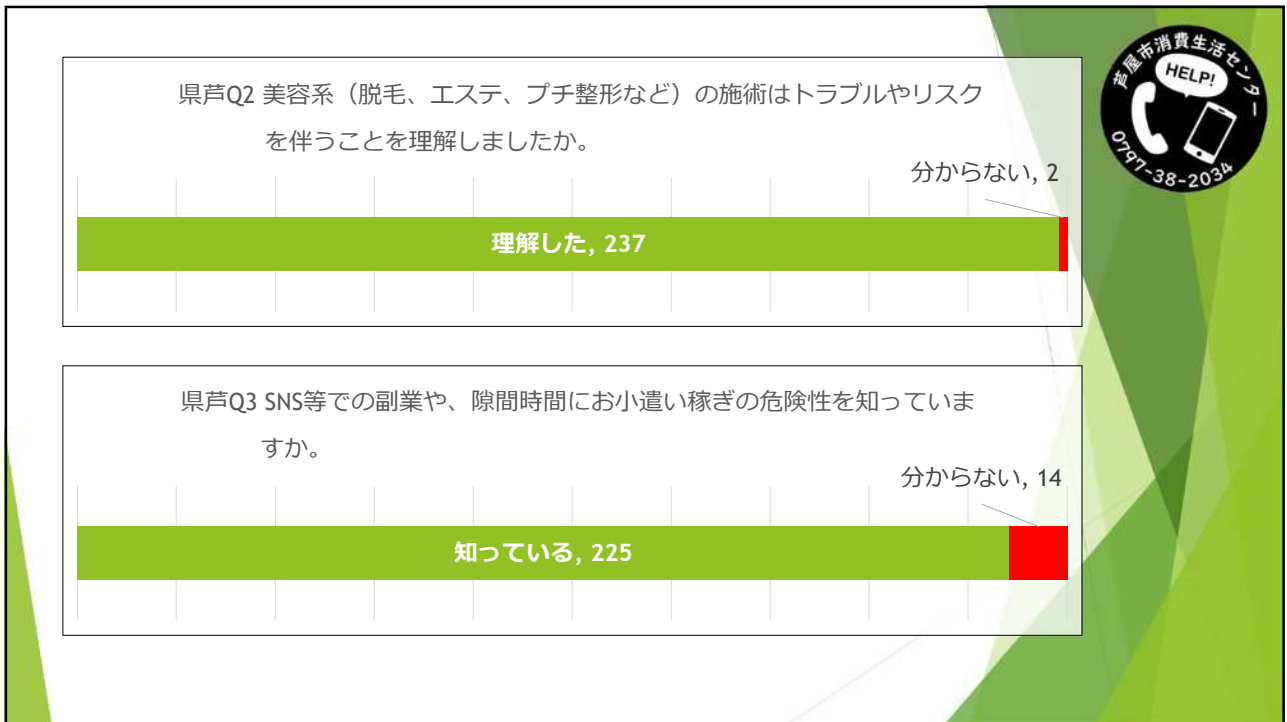 県芦Q2 美容系（脱毛、エステ、プチ整形など）の施術はトラブルやリスク
を伴うことを理解しましたか。
分からない, 2
理解した, 237
県芦Q3 SNS等での副業や、隙間時間にお小遣い稼ぎの危険性を知っていま
すか。
分からない, 14
知っている, 225
芦屋市消費生活センター
HELP!
0797-38-2034